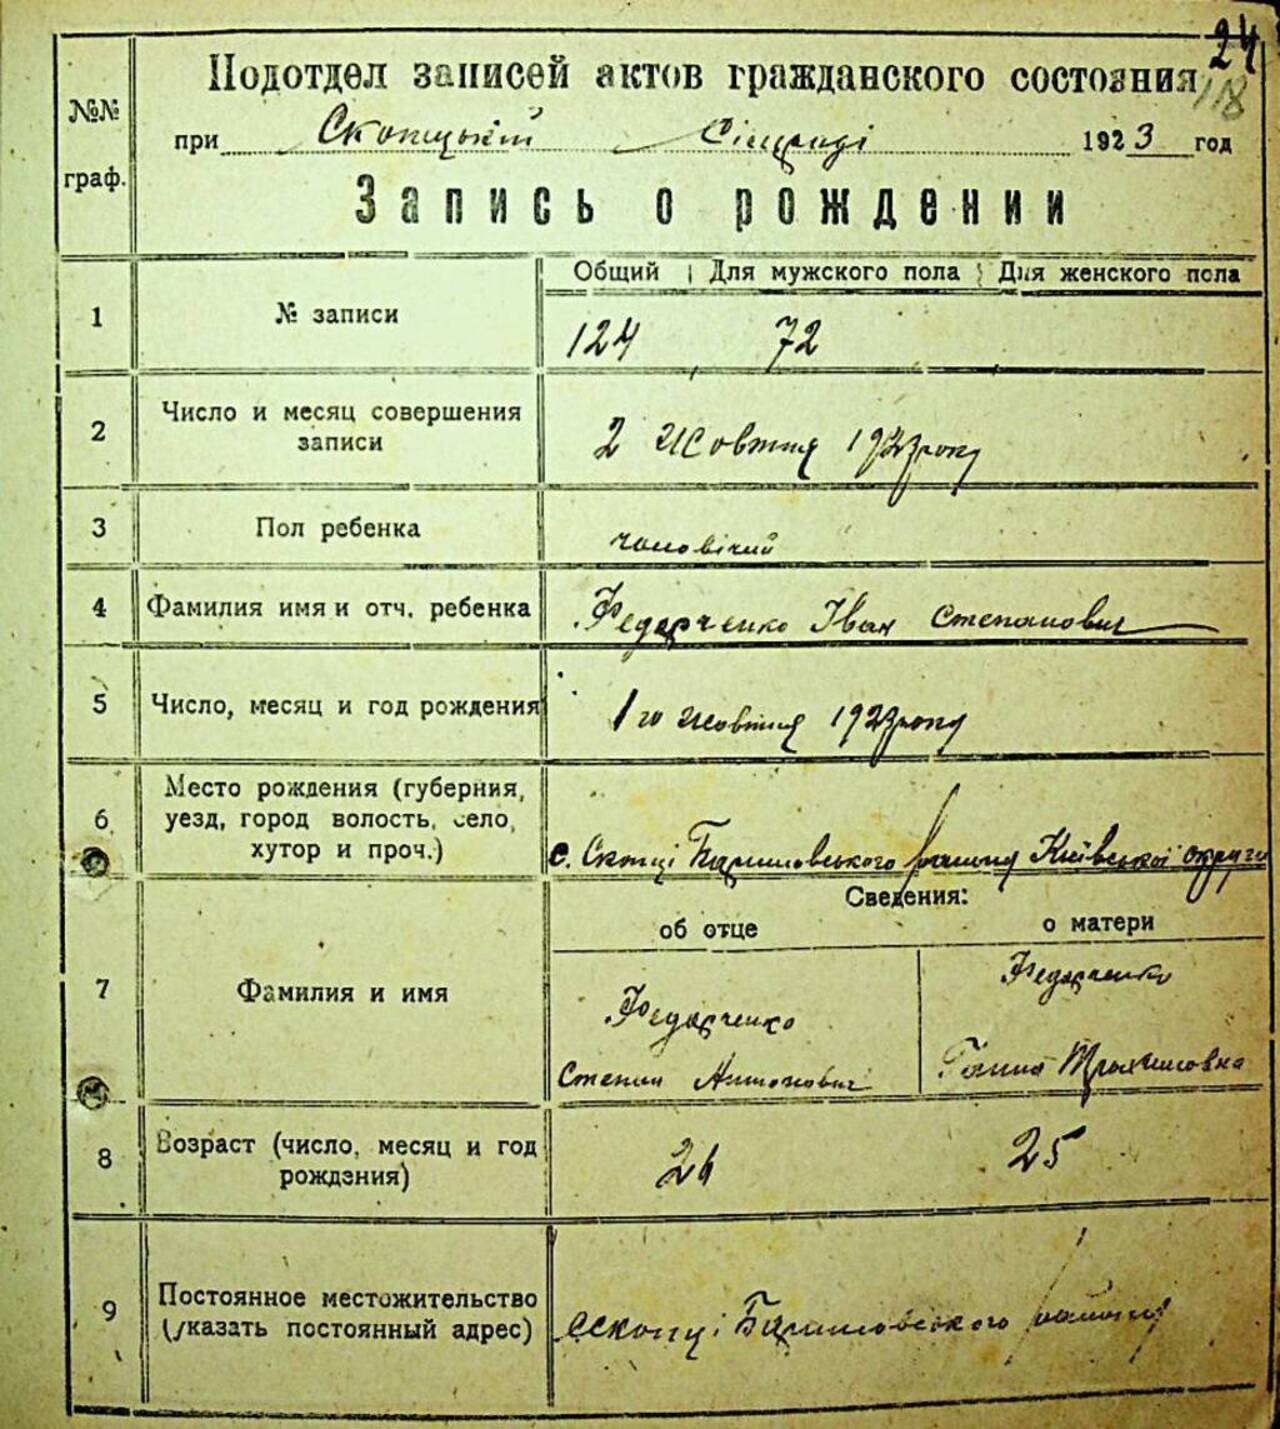 24
118
Подотдел записей актов гражданского состояния
№№
граф.
при Скопцькій Сільраді 1923 год
Запись о рождении
Общий Для мужского пола Для женского пола
1 № записи 124 72
2 Число и месяц совершения
записи 2 Жовтня 1923 року
3 Пол ребенка чоловічий
4 Фамилия имя и отч. ребенка Федорченко Іван Степанович
5 Число, месяц и год рождения 1го жовтня 1923 року
6 Место рождения (губерния,
уезд, город волость, село,
хутор и проч.) с. Скопці Баришовського району Київської округи
Сведения:
об отце о матери
7 Фамилия и имя Федорченко Федорченко
Степан Антонович Ганна
8 Возраст (число, месяц и год
рождения) 26 25
9 Постоянное местожительство
(указать постоянный адрес) с Скопці Баришовського району